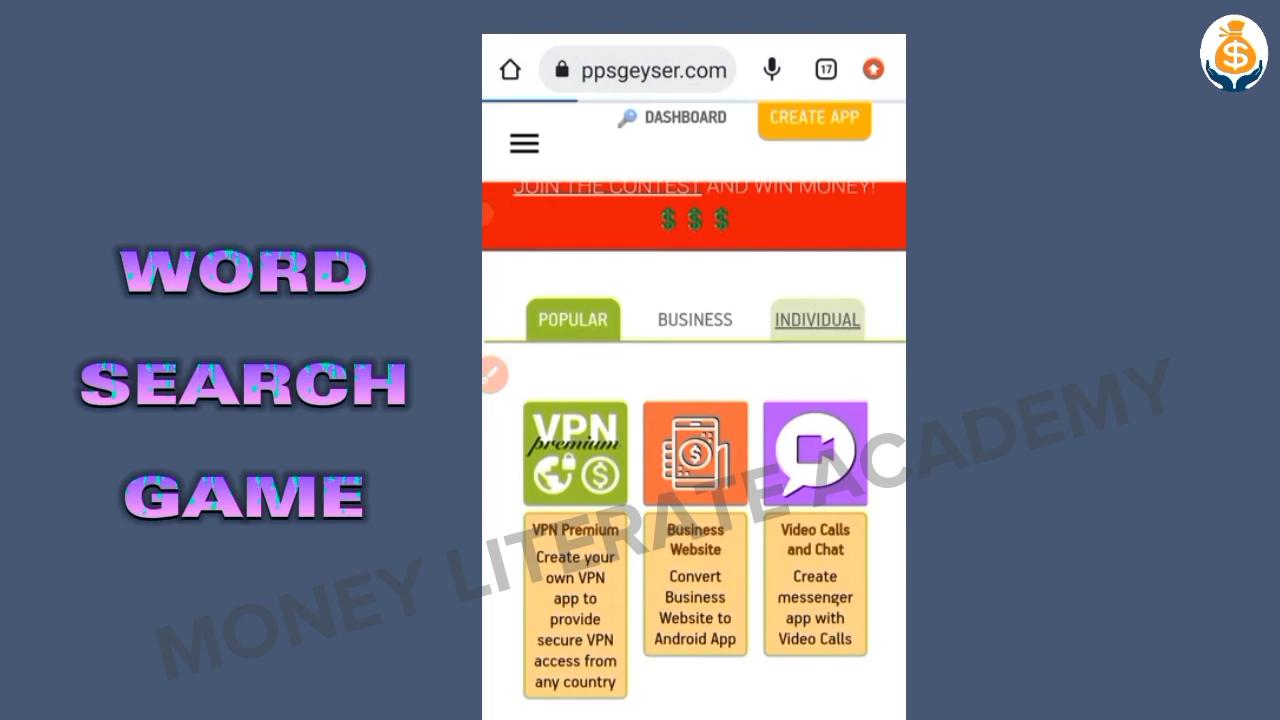 WORD
SEARCH
GAME
ppsgeyser.com
17
DASHBOARD
CREATE APP
JOIN THE CONTEST AND WIN MONEY!
$ $ $
POPULAR
BUSINESS
INDIVIDUAL
VPN
premium
VPN Premium
Create your
own VPN
app to
provide
secure VPN
access from
any country
Business
Website
Convert
Business
Website to
Android App
Video Calls
and Chat
Create
messenger
app with
Video Calls
MONEY LITERATE ACADEMY